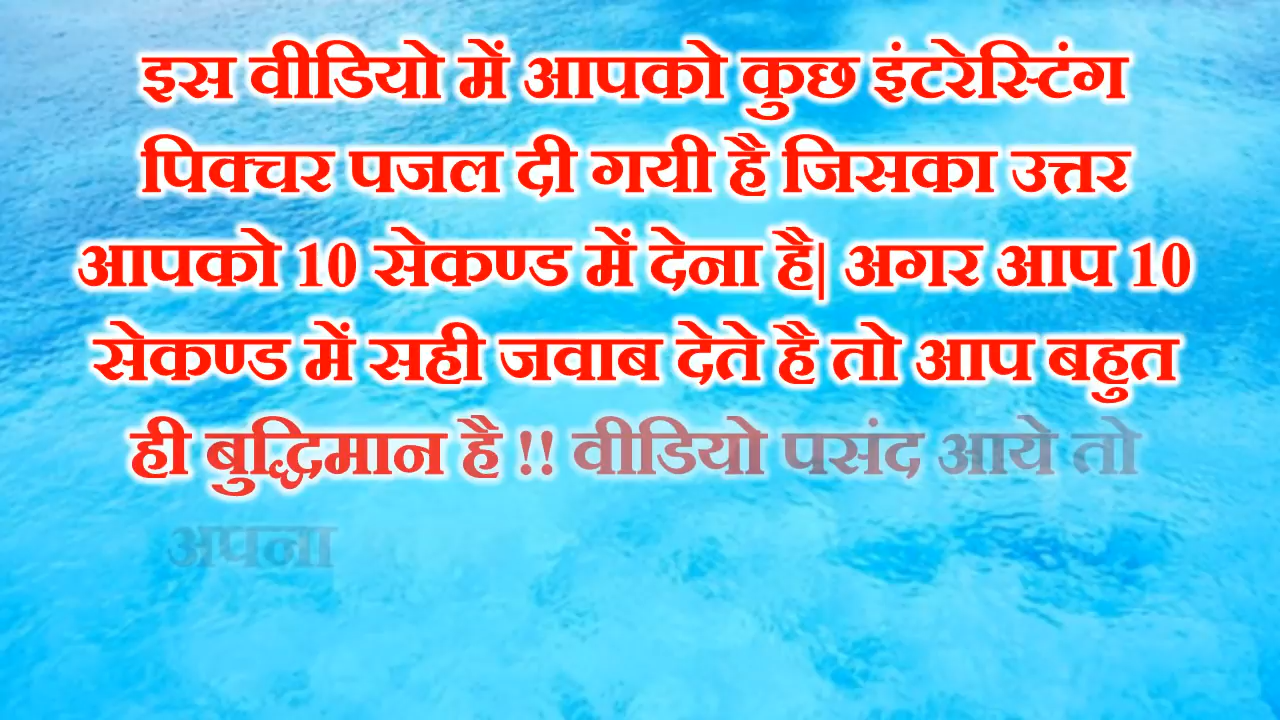 इस वीडियो में आपको कुछ इंटरेस्टिंग
पिक्चर पजल दी गयी है जिसका उत्तर
आपको 10 सेकण्ड में देना है| अगर आप 10
सेकण्ड में सही जवाब देते है तो आप बहुत
ही बुद्धिमान है !! वीडियो पसंद आये तो
अपना